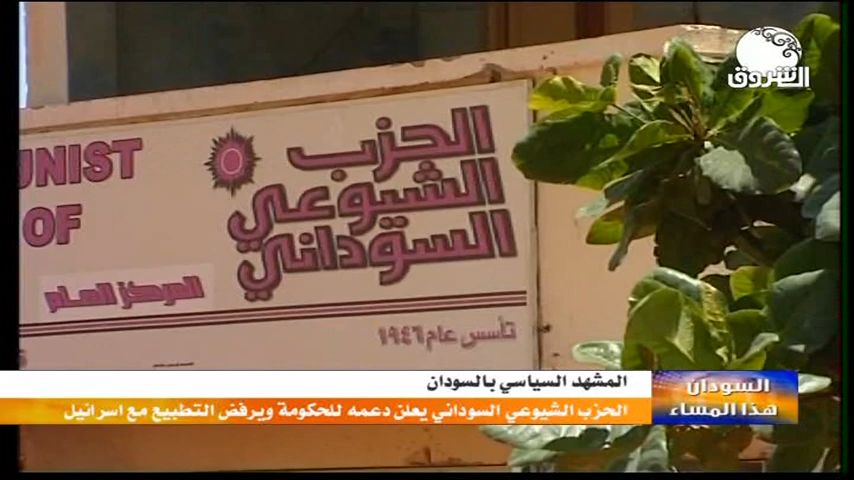 الشروق
UNIST
OF
الحزب
الشيوعي
السوداني
المركز العام
تأسس عام ١٩٤٦
المشهد السياسي بالسودان
السودان
هذا المساء
الحزب الشيوعي السوداني يعلن دعمه للحكومة ويرفض التطبيع مع اسرائيل